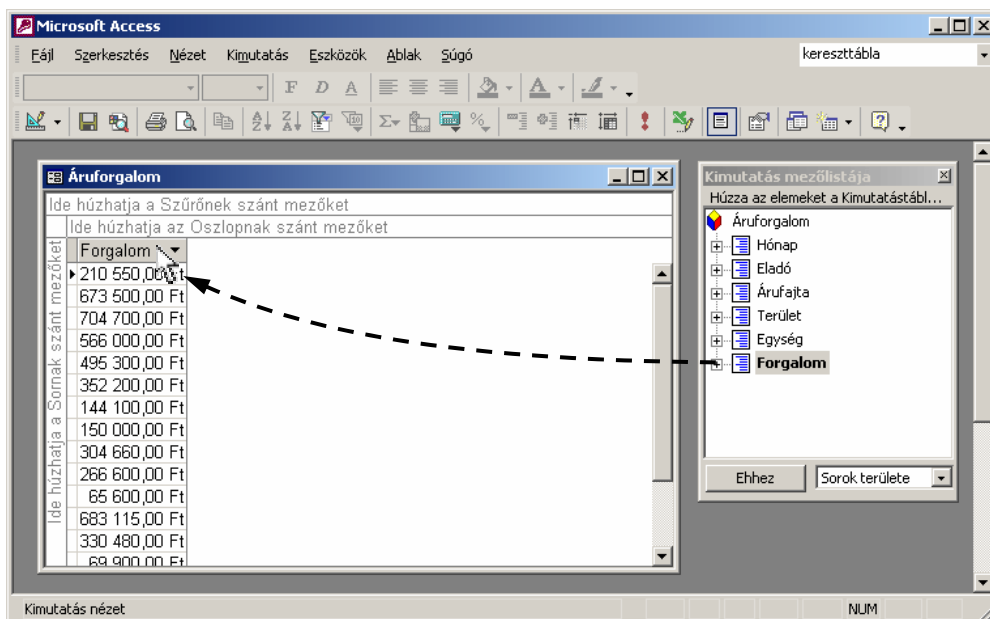 Microsoft Access
Fájl Szerkesztés Nézet Kimutatás Eszközök Ablak Súgó kereszttábla
F D A
Áruforgalom
Ide húzhatja a Szűrőnek szánt mezőket
Ide húzhatja az Oszlopnak szánt mezőket
Ide húzhatja a Sornak szánt mezőket
Forgalom
210 550,00 Ft
673 500,00 Ft
704 700,00 Ft
566 000,00 Ft
495 300,00 Ft
352 200,00 Ft
144 100,00 Ft
150 000,00 Ft
304 660,00 Ft
266 600,00 Ft
65 600,00 Ft
683 115,00 Ft
330 480,00 Ft
69 900,00 Ft
Kimutatás mezőlistája
Húzza az elemeket a Kimutatástábl...
Áruforgalom
Hónap
Eladó
Árufajta
Terület
Egység
Forgalom
Ehhez Sorok területe
Kimutatás nézet NUM